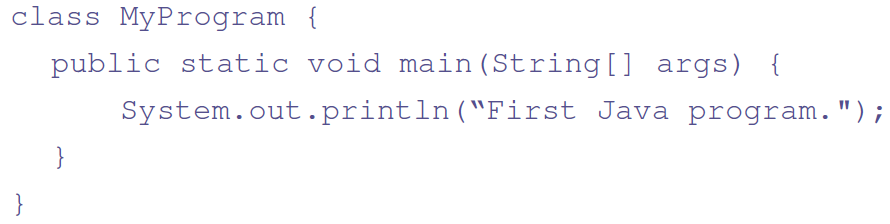 class MyProgram {
public static void main(String[] args) {
System.out.println(“First Java program.");
}
}